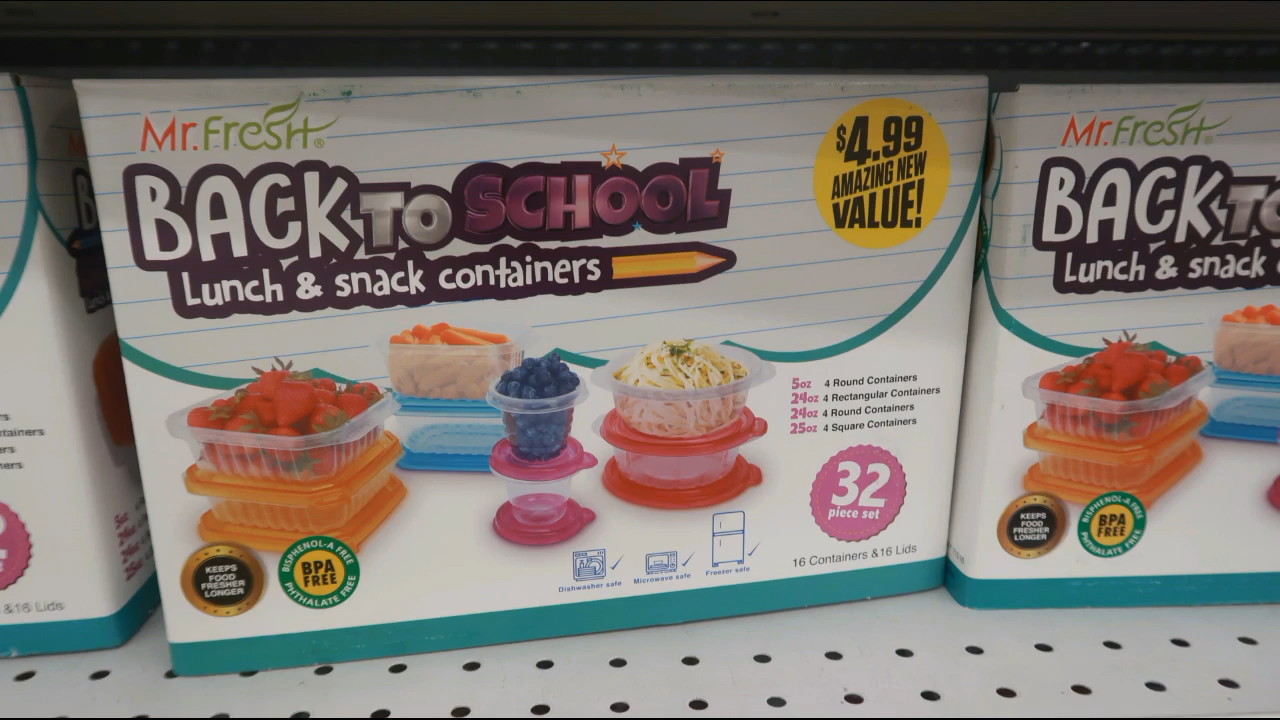 Mr.Fresh®
BACK TO SCHOOL
Lunch & snack containers
$4.99
AMAZING NEW
VALUE!
5oz 4 Round Containers
24oz 4 Rectangular Containers
24oz 4 Round Containers
25oz 4 Square Containers
32
piece set
16 Containers & 16 Lids
Dishwasher safe
Microwave safe
Freezer safe
KEEPS
FOOD
FRESHER
LONGER
BISPHENOL-A FREE
BPA
FREE
PHTHALATE FREE
Mr.Fresh
BACK TO
Lunch & snack
KEEPS
FOOD
FRESHER
LONGER
BISPHENOL-A FREE
BPA
FREE
PHTHALATE FREE
& 16 Lids